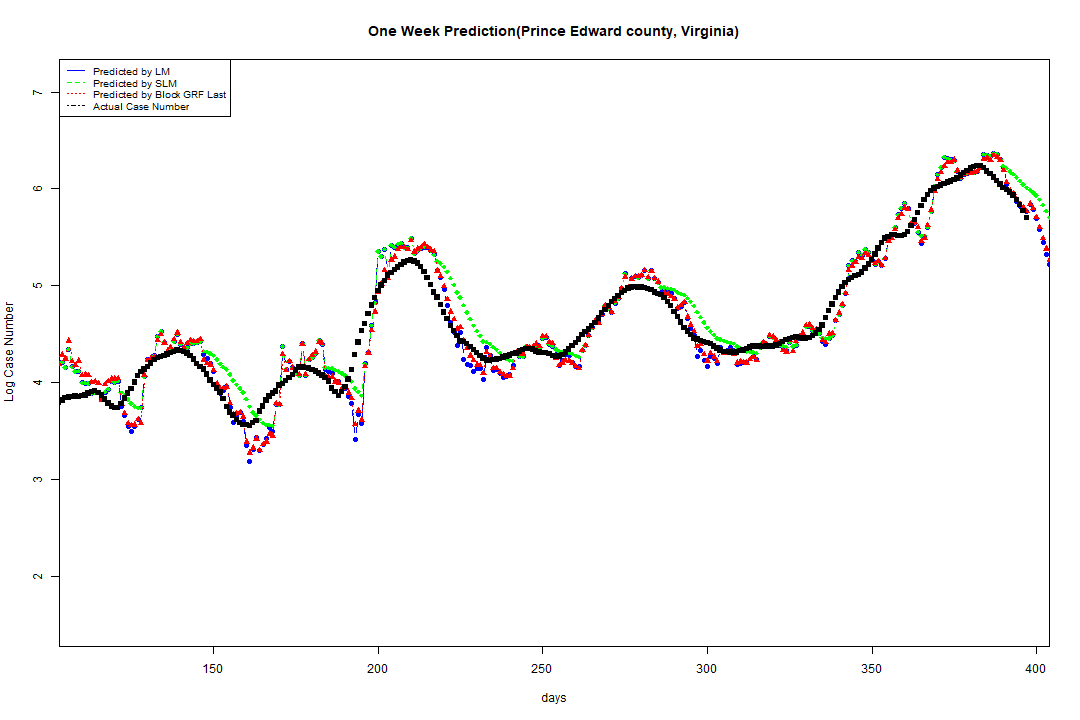 One Week Prediction(Prince Edward county, Virginia)
Predicted by LM
Predicted by SLM
Predicted by Block GRF Last
Actual Case Number
7
6
5
4
3
2
Log Case Number
150 200 250 300 350 400
days